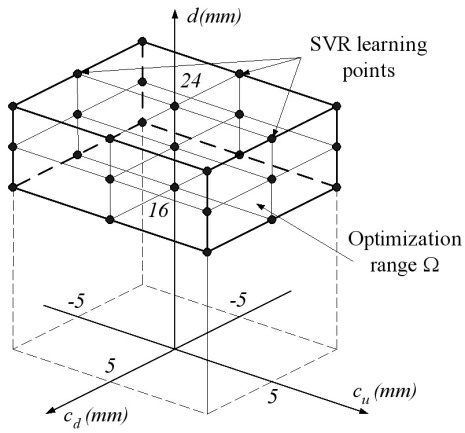 d(mm)
SVR learning
points
24
16
Optimization
range Ω
-5
-5
5
5
c_u (mm)
c_d (mm)